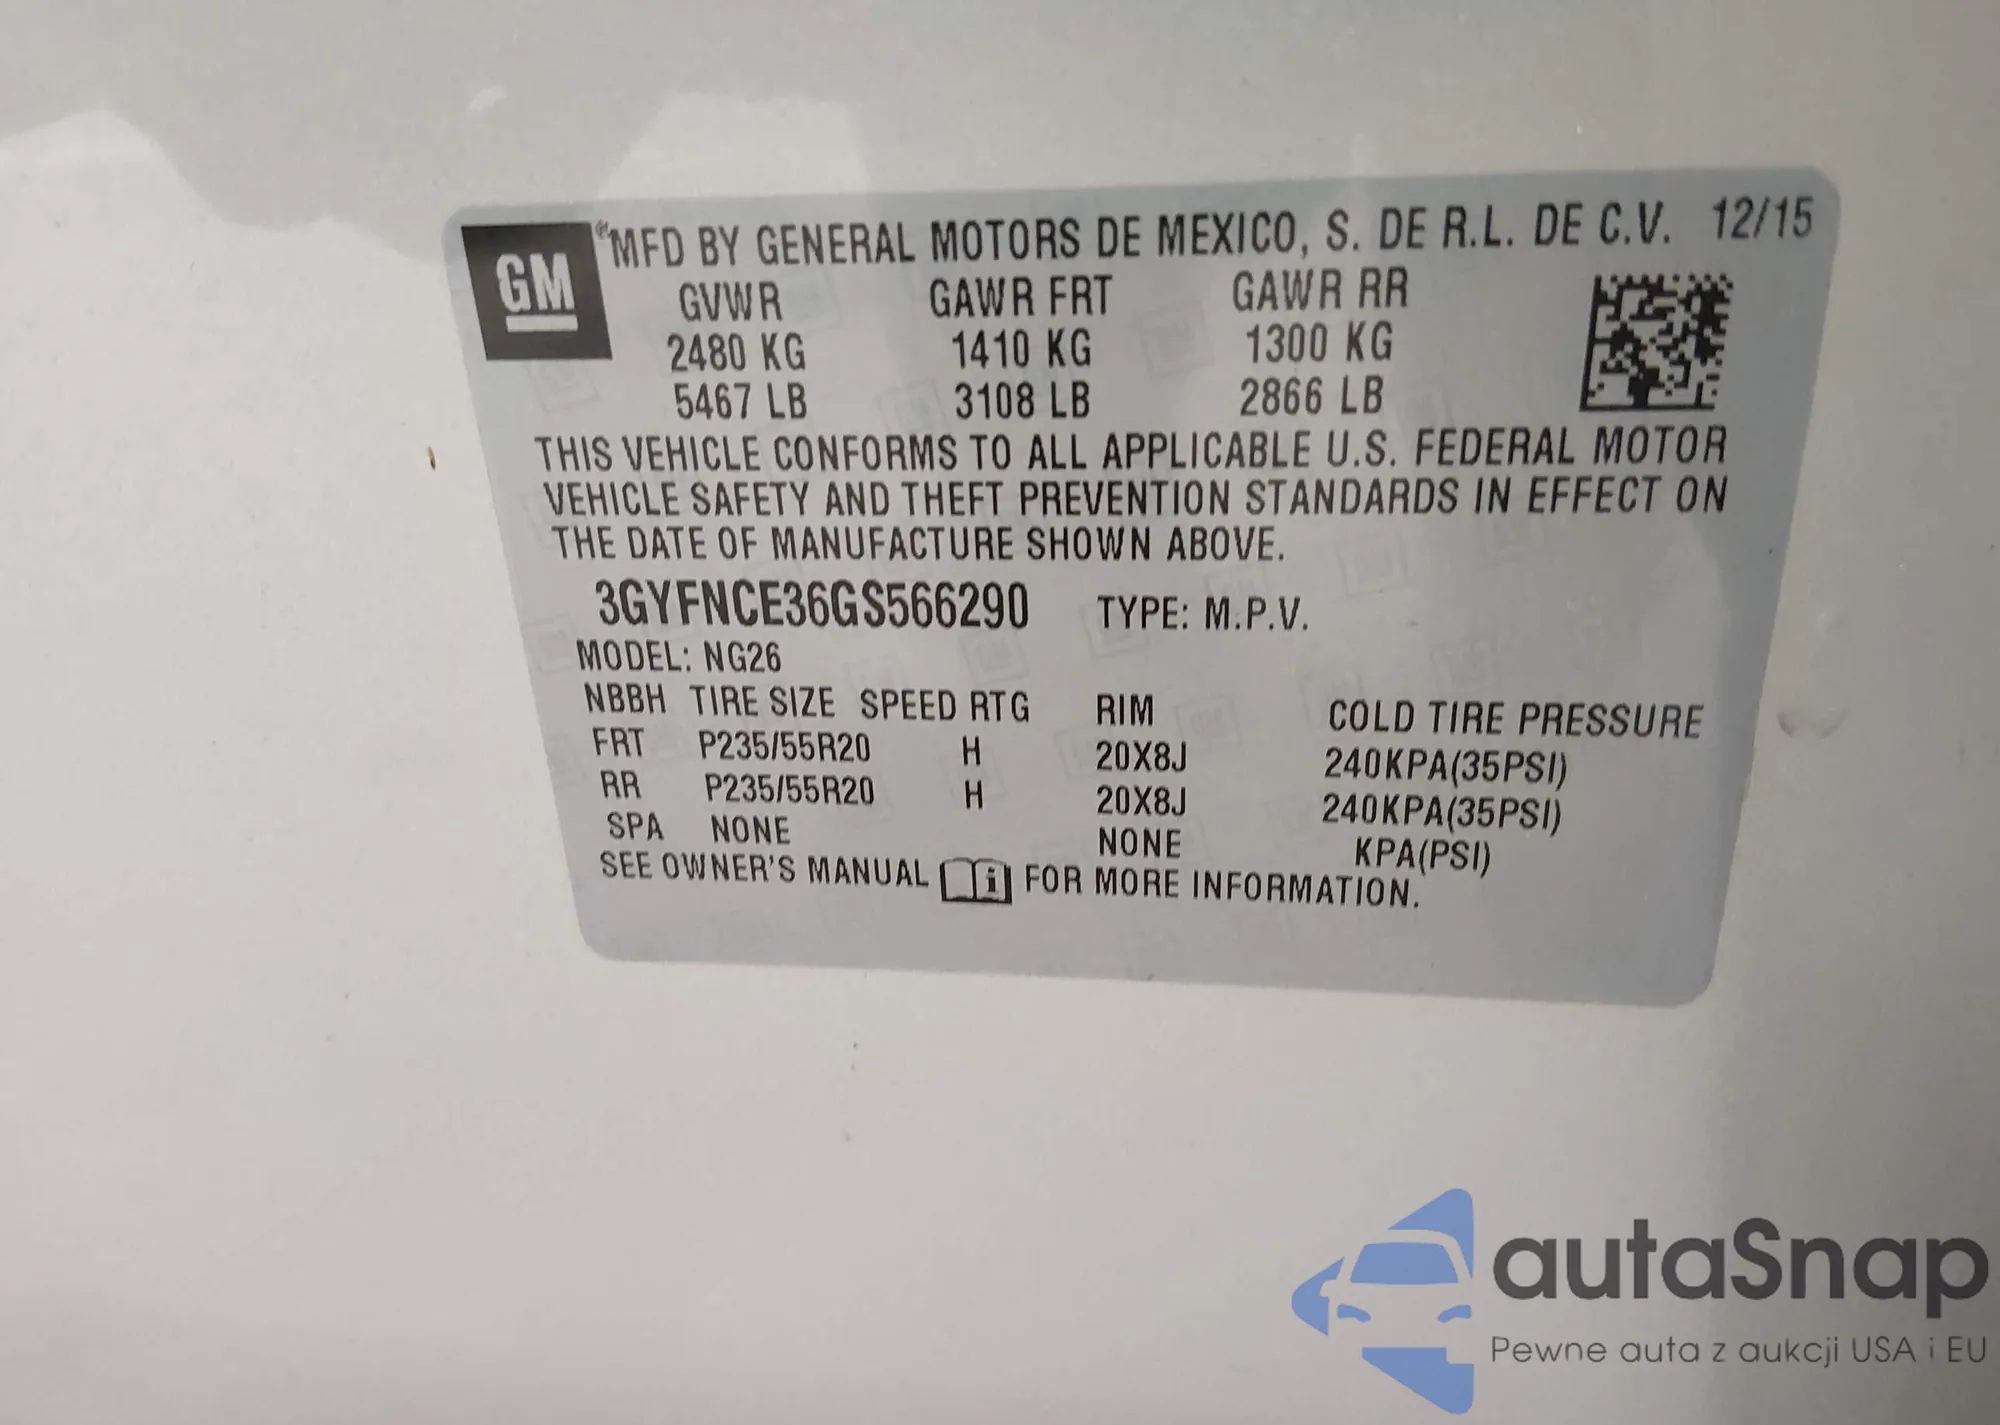 GM
® MFD BY GENERAL MOTORS DE MEXICO, S. DE R.L. DE C.V. 12/15
GVWR GAWR FRT GAWR RR
2480 KG 1410 KG 1300 KG
5467 LB 3108 LB 2866 LB
THIS VEHICLE CONFORMS TO ALL APPLICABLE U.S. FEDERAL MOTOR
VEHICLE SAFETY AND THEFT PREVENTION STANDARDS IN EFFECT ON
THE DATE OF MANUFACTURE SHOWN ABOVE.
3GYFNCE36GS566290 TYPE: M.P.V.
MODEL: NG26
NBBH TIRE SIZE SPEED RTG RIM COLD TIRE PRESSURE
FRT P235/55R20 H 20X8J 240KPA(35PSI)
RR P235/55R20 H 20X8J 240KPA(35PSI)
SPA NONE NONE KPA(PSI)
SEE OWNER'S MANUAL i FOR MORE INFORMATION.
autaSnap
Pewne auta z aukcji USA i EU